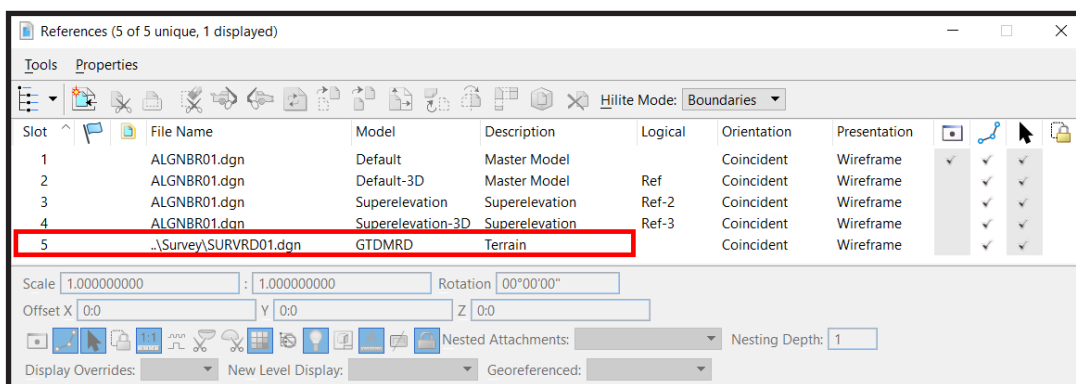 References (5 of 5 unique, 1 displayed)
Tools Properties
Hilite Mode: Boundaries
Slot File Name Model Description Logical Orientation Presentation
1 ALGNBR01.dgn Default Master Model Coincident Wireframe
2 ALGNBR01.dgn Default-3D Master Model Ref Coincident Wireframe
3 ALGNBR01.dgn Superelevation Superelevation Ref-2 Coincident Wireframe
4 ALGNBR01.dgn Superelevation-3D Superelevation Ref-3 Coincident Wireframe
5 ..\Survey\SURVRD01.dgn GTDMRD Terrain Coincident Wireframe
Scale 1.000000000 : 1.000000000 Rotation 00°00'00"
Offset X 0:0 Y 0:0 Z 0:0
1:1 Nested Attachments: Nesting Depth: 1
Display Overrides: New Level Display: Georeferenced: